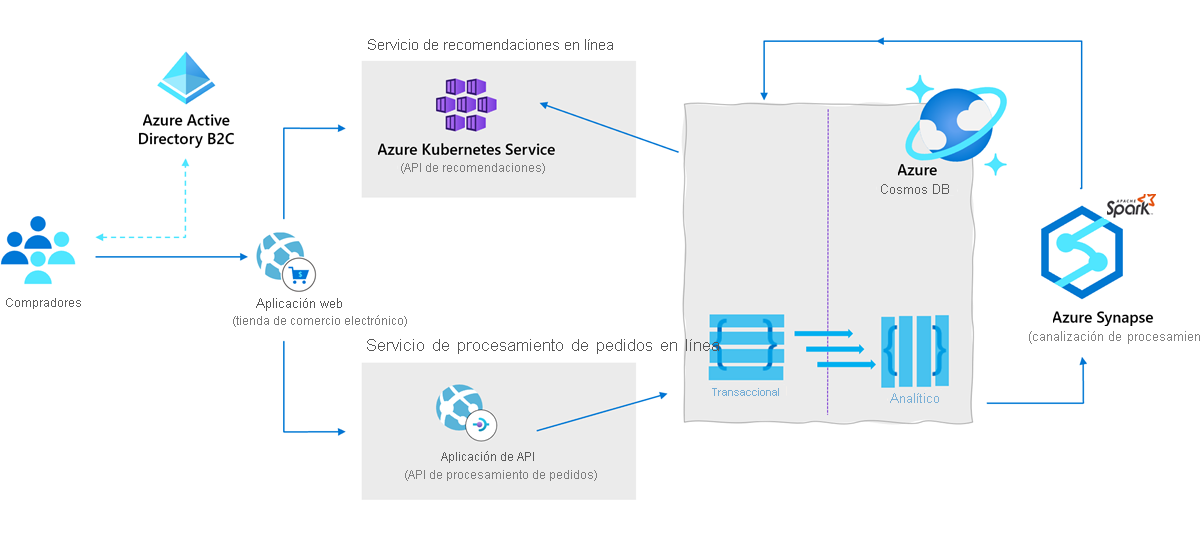 Servicio de recomendaciones en línea
Azure Active
Directory B2C
Azure Kubernetes Service
(API de recomendaciones)
Azure
Cosmos DB
APACHE
Spark
Compradores
Aplicación web
(tienda de comercio electrónico)
Azure Synapse
(canalización de procesamien
Servicio de procesamiento de pedidos en línea
Transaccional
Analítico
Aplicación de API
(API de procesamiento de pedidos)